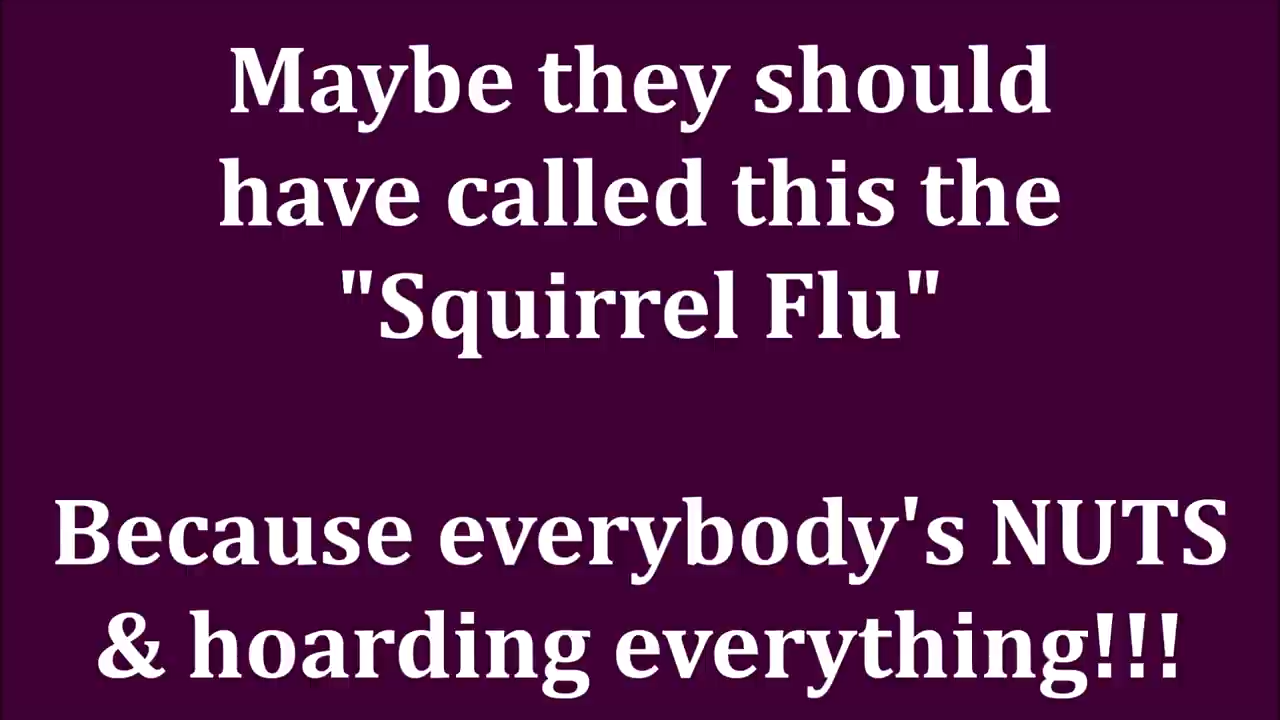 Maybe they should
have called this the
"Squirrel Flu"
Because everybody's NUTS
& hoarding everything!!!